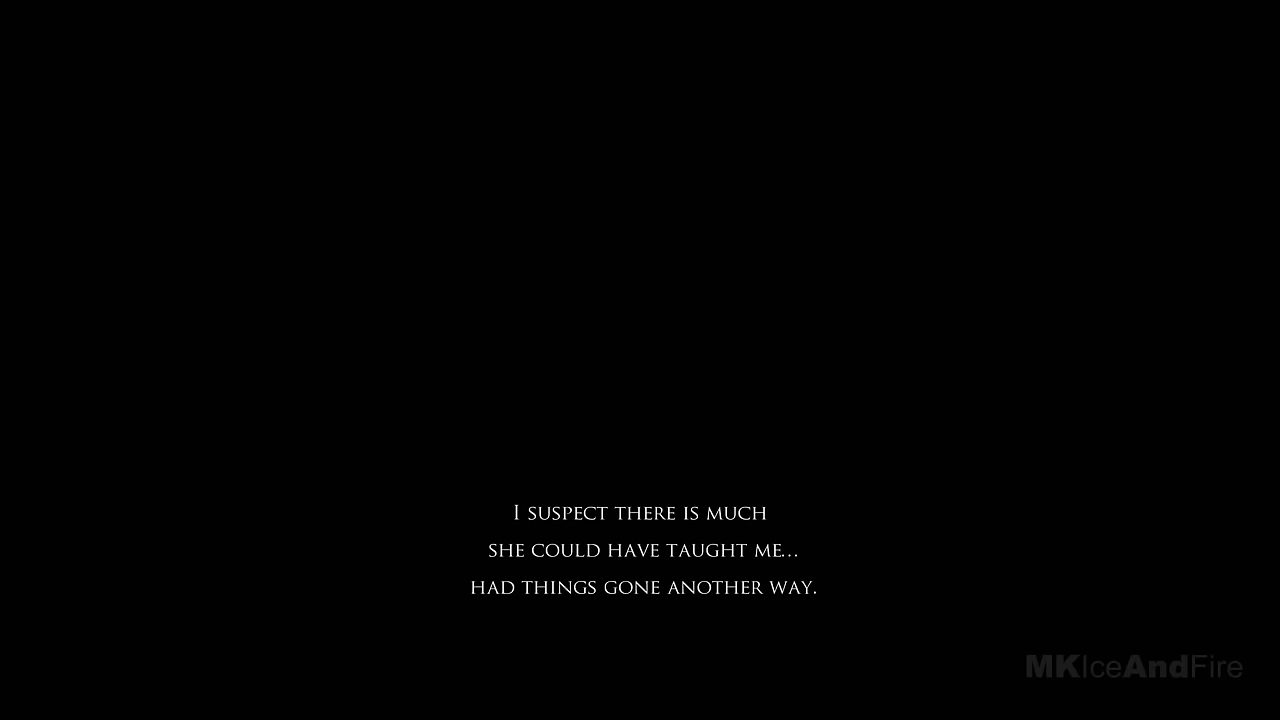 I SUSPECT THERE IS MUCH
SHE COULD HAVE TAUGHT ME...
HAD THINGS GONE ANOTHER WAY.
MKIceAndFire